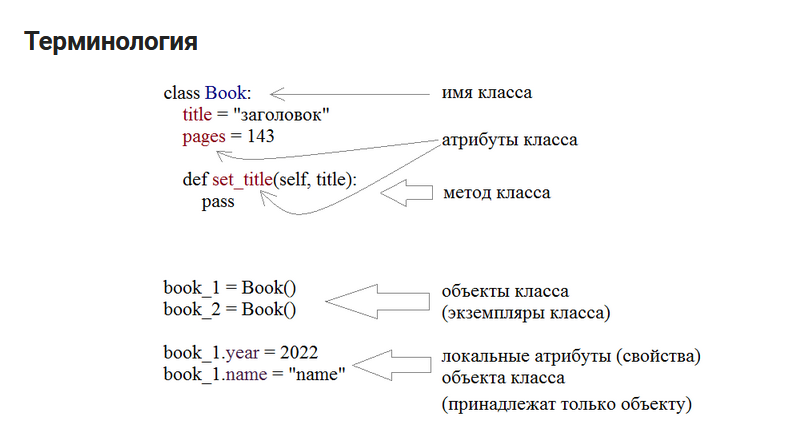 Терминология
class Book:
имя класса
title = "заголовок"
pages = 143
атрибуты класса
def set_title(self, title):
pass
метод класса
book_1 = Book()
book_2 = Book()
объекты класса
(экземпляры класса)
book_1.year = 2022
book_1.name = "name"
локальные атрибуты (свойства)
объекта класса
(принадлежат только объекту)